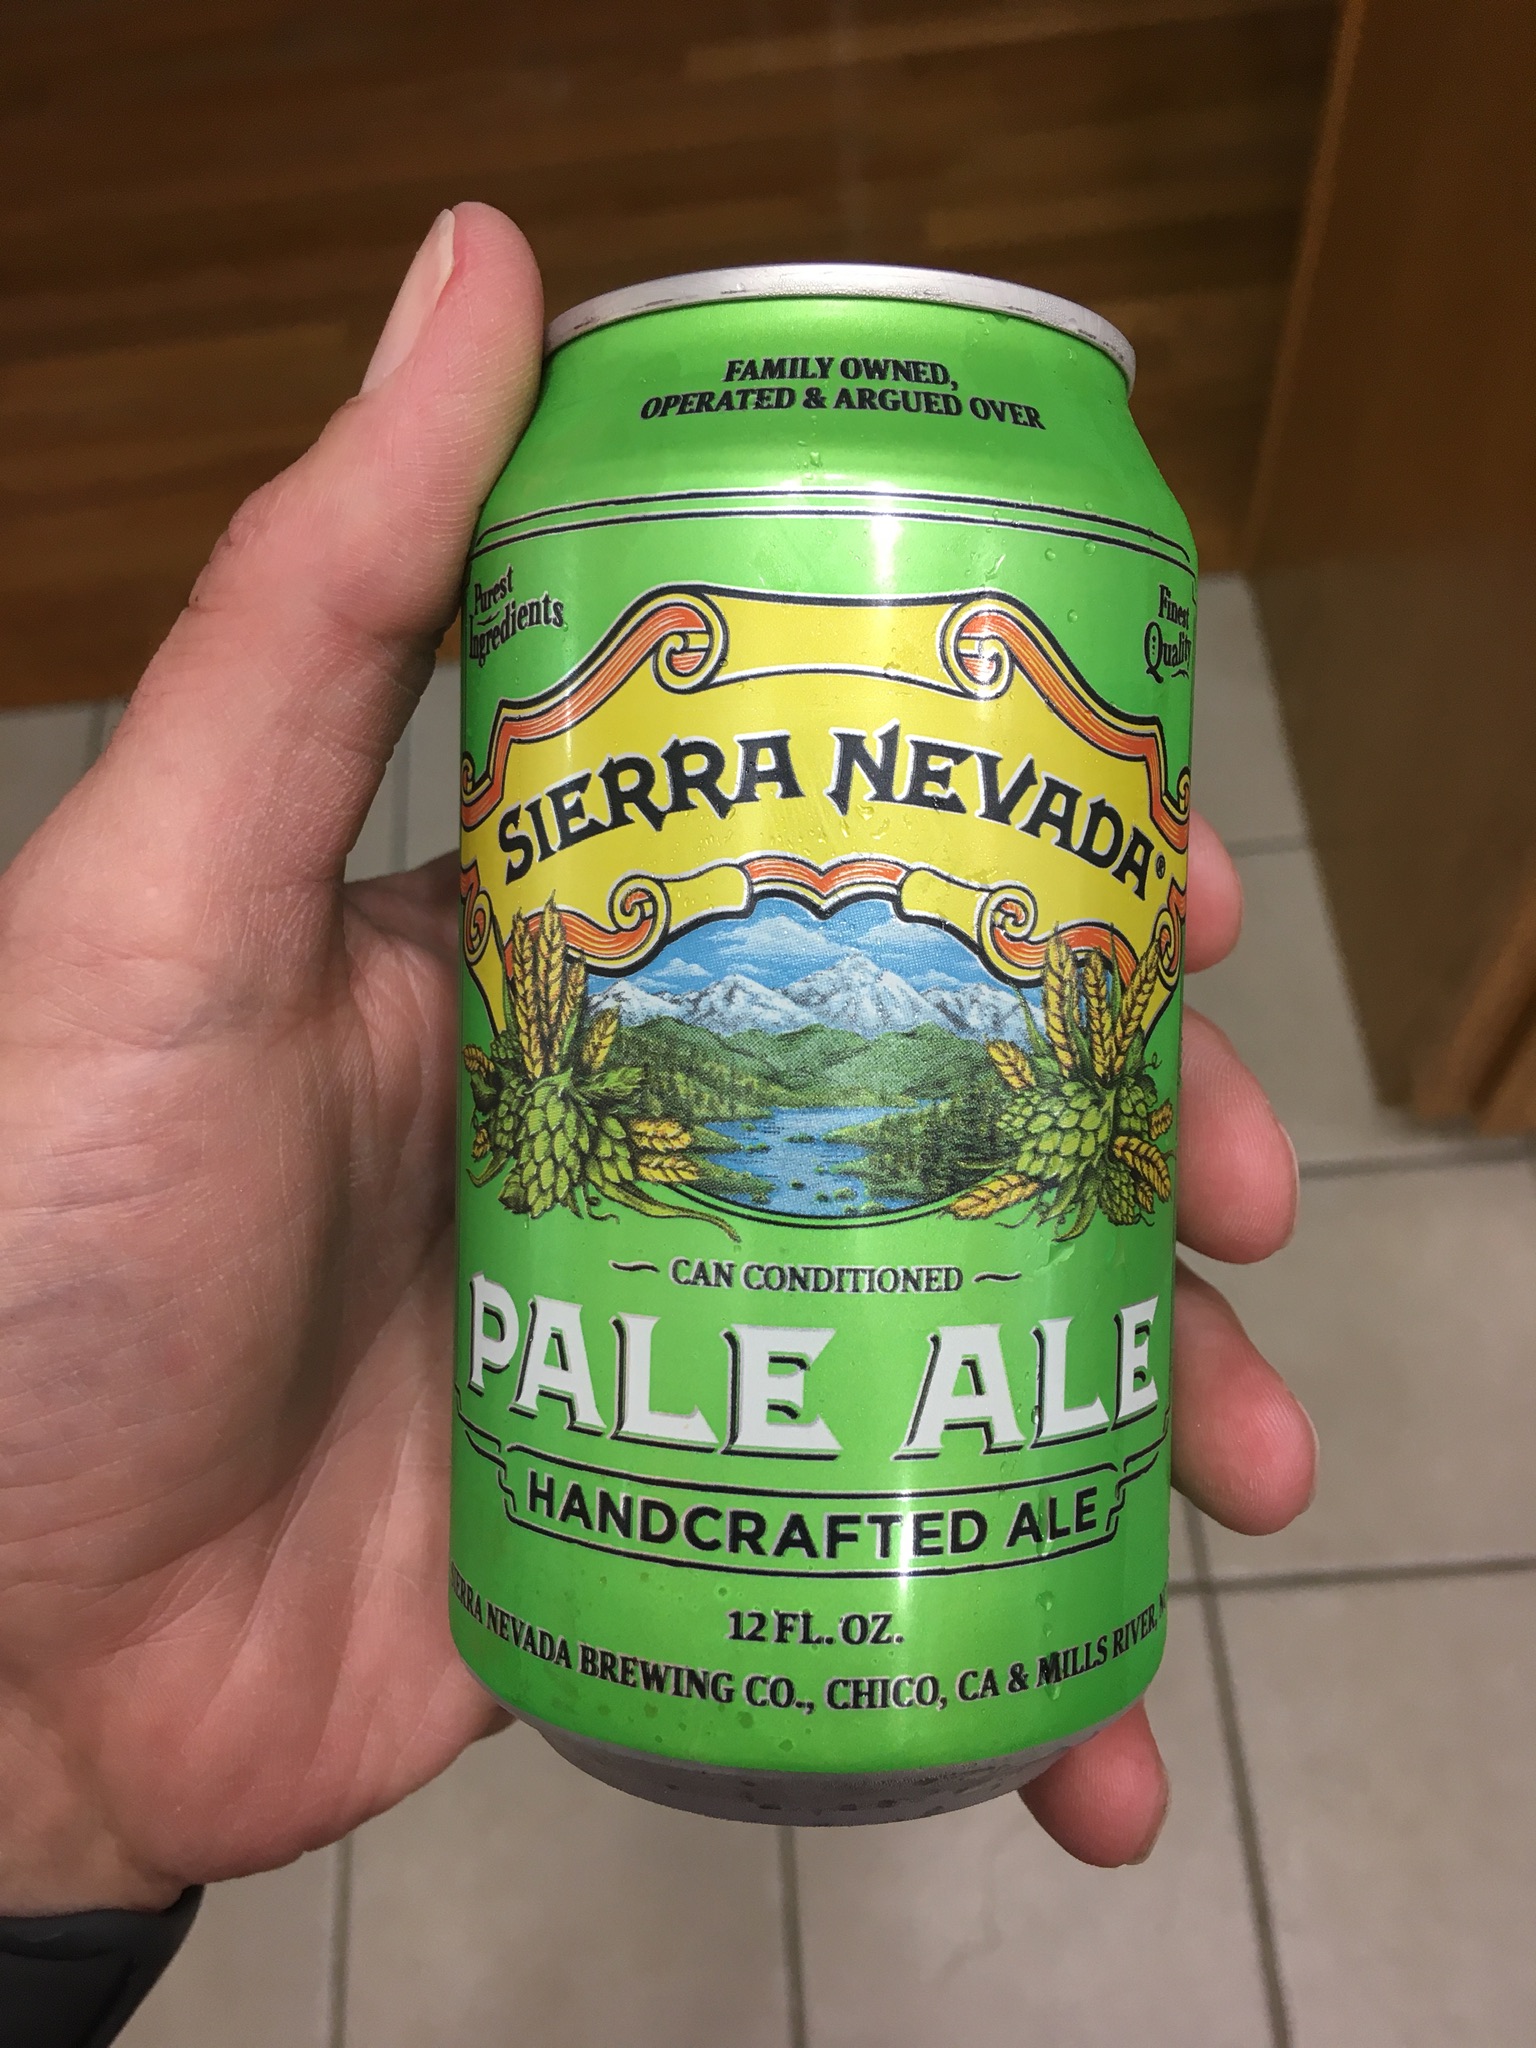 FAMILY OWNED,
OPERATED & ARGUED OVER
Purest
Ingredients
Finest
Quality
SIERRA NEVADA®
CAN CONDITIONED
PALE ALE
HANDCRAFTED ALE
12 FL. OZ.
SIERRA NEVADA BREWING CO., CHICO, CA & MILLS RIVER,